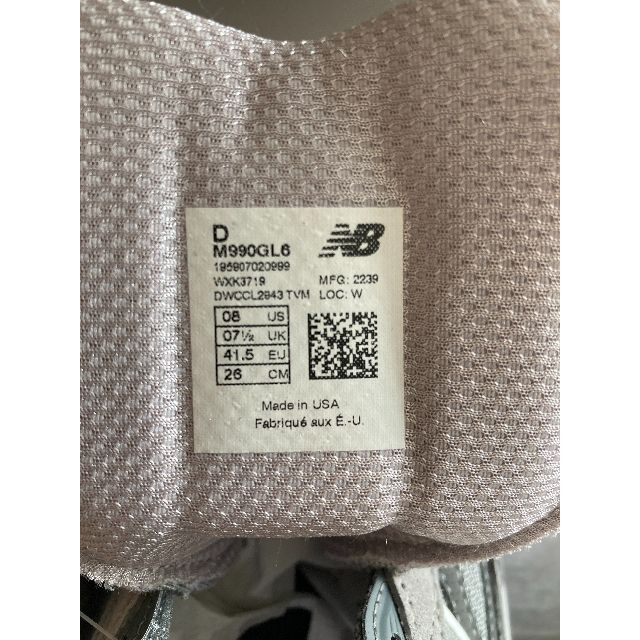 D
M990GL6
195907020999
WXK3719
DWCCL2943 TVM
NB
MFG: 2239
LOC: W
08 US
07½ UK
41.5 EU
26 CM
Made in USA
Fabriqué aux É.-U.